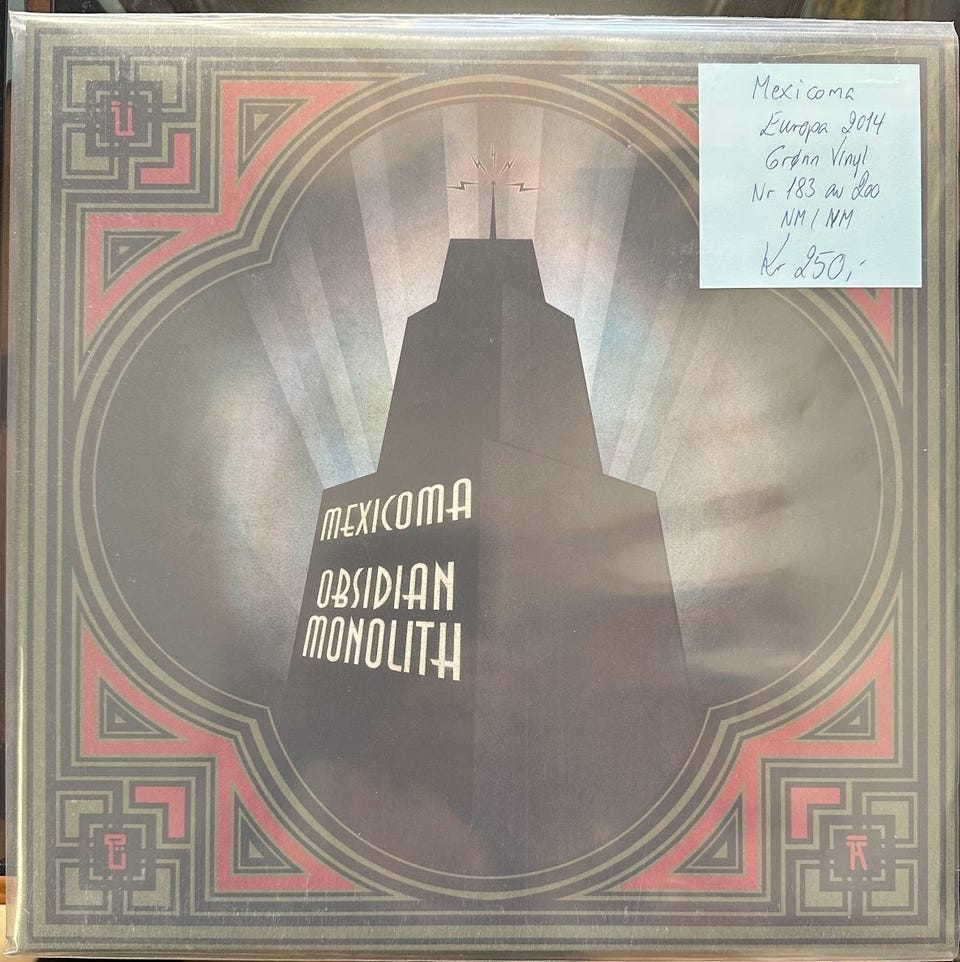 Mexicoma
Europa 2014
Grønn Vinyl
Nr 183 av 200
NM / NM
Kr 250,-
MEXICOMA
OBSIDIAN
MONOLITH